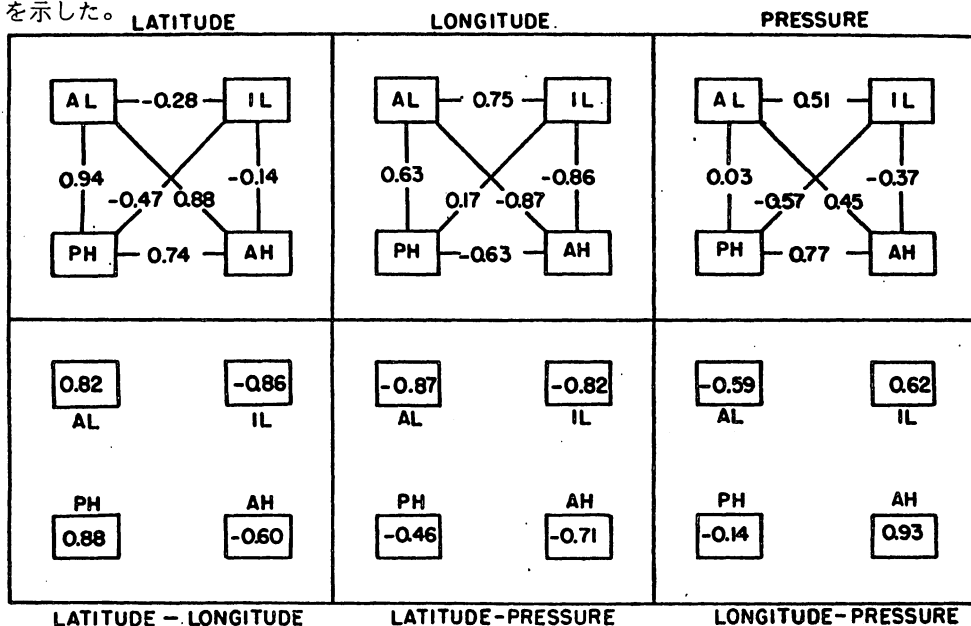 を示した。
LATITUDE LONGITUDE. PRESSURE
AL -0.28 IL AL 0.75 IL AL 0.51 IL
0.94 -0.14 0.63 -0.86 0.03 -0.37
-0.47 0.88 0.17 -0.87 -0.57 0.45
PH 0.74 AH PH -0.63 AH PH 0.77 AH
0.82 -0.86 -0.87 -0.82 -0.59 0.62
AL IL AL IL AL IL
PH AH PH AH PH AH
0.88 -0.60 -0.46 -0.71 -0.14 0.93
LATITUDE - LONGITUDE LATITUDE-PRESSURE LONGITUDE-PRESSURE